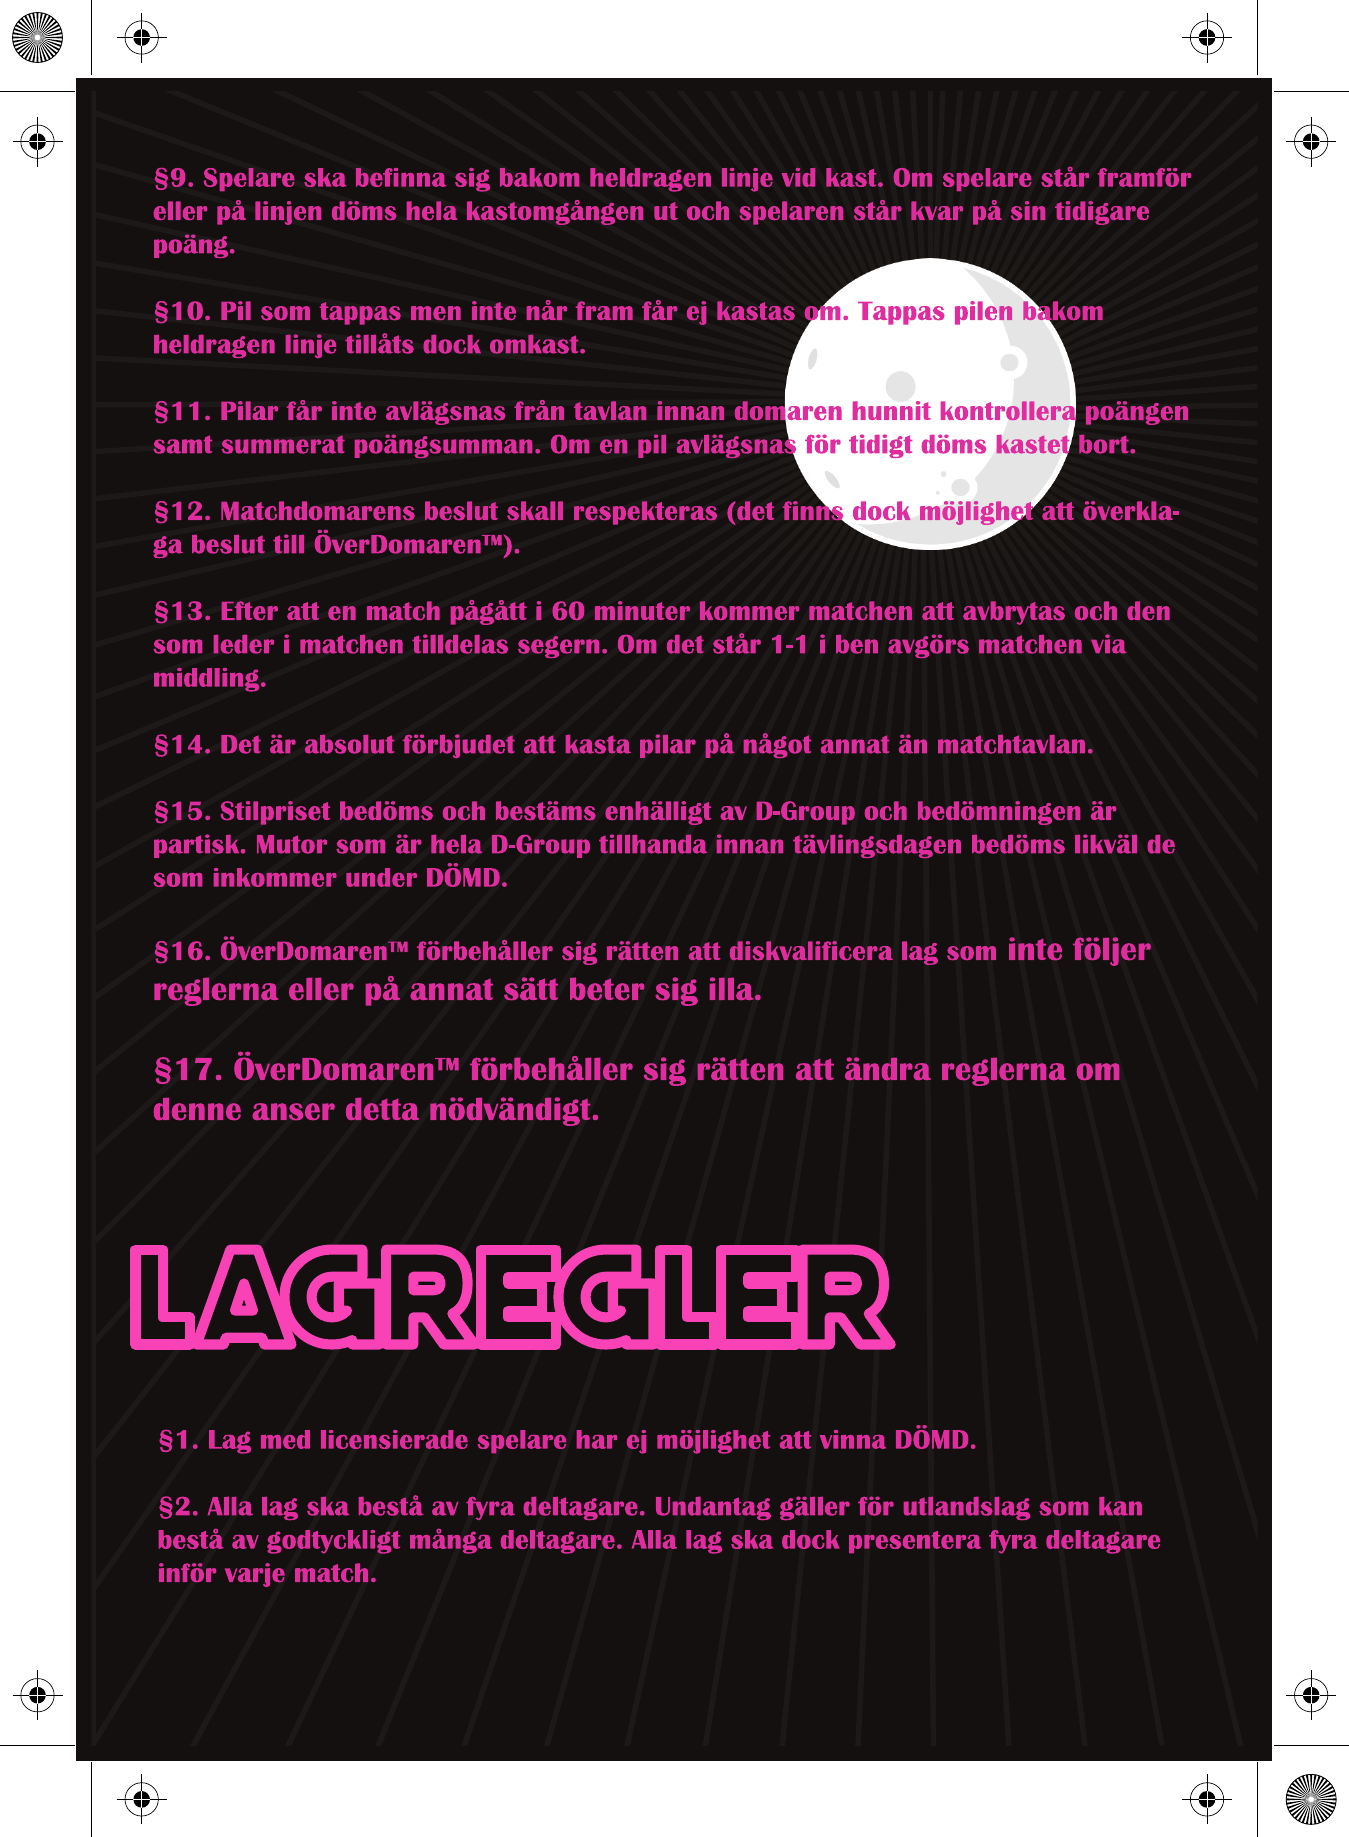 §9. Spelare ska befinna sig bakom heldragen linje vid kast. Om spelare står framför
eller på linjen döms hela kastomgången ut och spelaren står kvar på sin tidigare
poäng.
§10. Pil som tappas men inte når fram får ej kastas om. Tappas pilen bakom
heldragen linje tillåts dock omkast.
§11. Pilar får inte avlägsnas från tavlan innan domaren hunnit kontrollera poängen
samt summerat poängsumman. Om en pil avlägsnas för tidigt döms kastet bort.
§12. Matchdomarens beslut skall respekteras (det finns dock möjlighet att överkla-
ga beslut till ÖverDomaren™).
§13. Efter att en match pågått i 60 minuter kommer matchen att avbrytas och den
som leder i matchen tilldelas segern. Om det står 1-1 i ben avgörs matchen via
middling.
§14. Det är absolut förbjudet att kasta pilar på något annat än matchtavlan.
§15. Stilpriset bedöms och bestäms enhälligt av D-Group och bedömningen är
partisk. Mutor som är hela D-Group tillhanda innan tävlingsdagen bedöms likväl de
som inkommer under DÖMD.
§16. ÖverDomaren™ förbehåller sig rätten att diskvalificera lag som inte följer
reglerna eller på annat sätt beter sig illa.
§17. ÖverDomaren™ förbehåller sig rätten att ändra reglerna om
denne anser detta nödvändigt.
LAGREGLER
§1. Lag med licensierade spelare har ej möjlighet att vinna DÖMD.
§2. Alla lag ska bestå av fyra deltagare. Undantag gäller för utlandslag som kan
bestå av godtyckligt många deltagare. Alla lag ska dock presentera fyra deltagare
inför varje match.